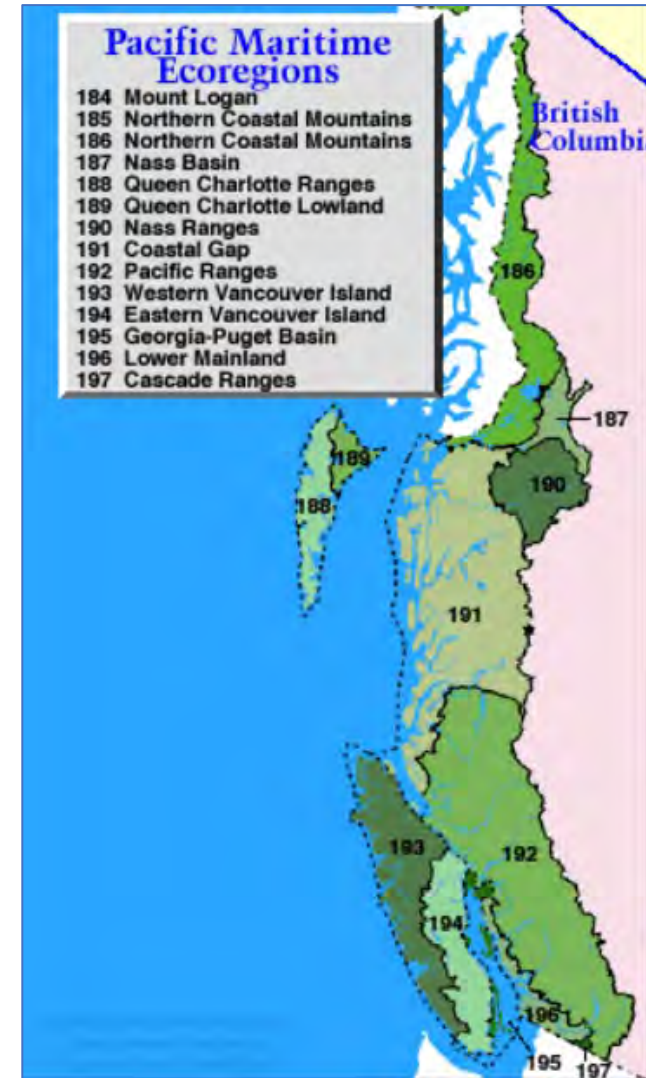 Pacific Maritime
Ecoregions
184 Mount Logan
185 Northern Coastal Mountains
186 Northern Coastal Mountains
187 Nass Basin
188 Queen Charlotte Ranges
189 Queen Charlotte Lowland
190 Nass Ranges
191 Coastal Gap
192 Pacific Ranges
193 Western Vancouver Island
194 Eastern Vancouver Island
195 Georgia-Puget Basin
196 Lower Mainland
197 Cascade Ranges
British
Columbi
186
187
189
190
188
191
193
192
194
196
195
197